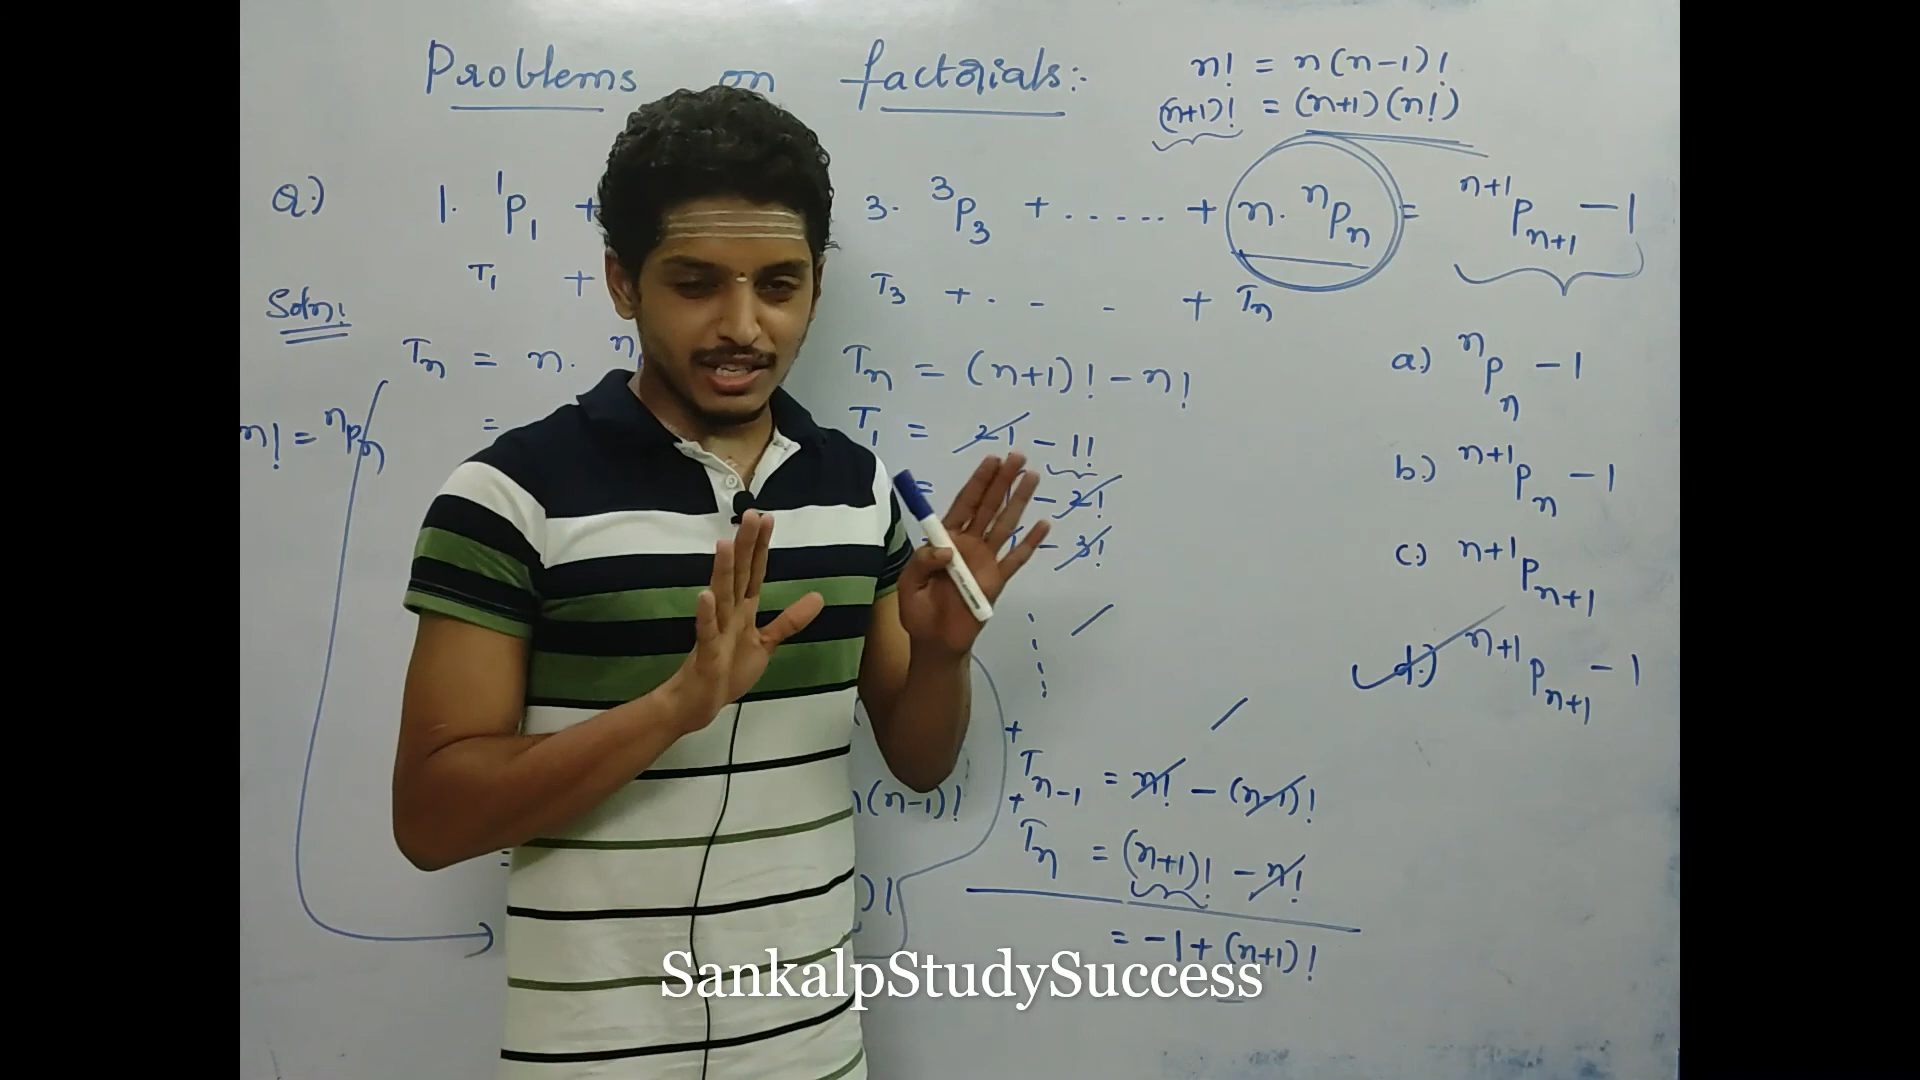 Problems on factorials:-
n! = n(n-1)!
(n+1)! = (n+1)(n!)
Q.) 1. ¹P₁ + 3. ³P₃ + ...... + n. ⁿPₙ = ⁿ⁺¹Pₙ₊₁ - 1
T₁ + T₃ + . - - + Tₙ
Soln:
Tₙ = n. ⁿ
n! = ⁿPₙ
=
Tₙ = (n+1)! - n!
T₁ = 2! - 1!
= - 2!
- 3!
n(n-1)!
=
)!
+
+ Tₙ₋₁ = n! - (n-1)!
Tₙ = (n+1)! - n!
= -1 + (n+1)!
a.) ⁿPₙ - 1
b.) ⁿ⁺¹Pₙ - 1
c.) ⁿ⁺¹Pₙ₊₁
d.) ⁿ⁺¹Pₙ₊₁ - 1
SankalpStudySuccess